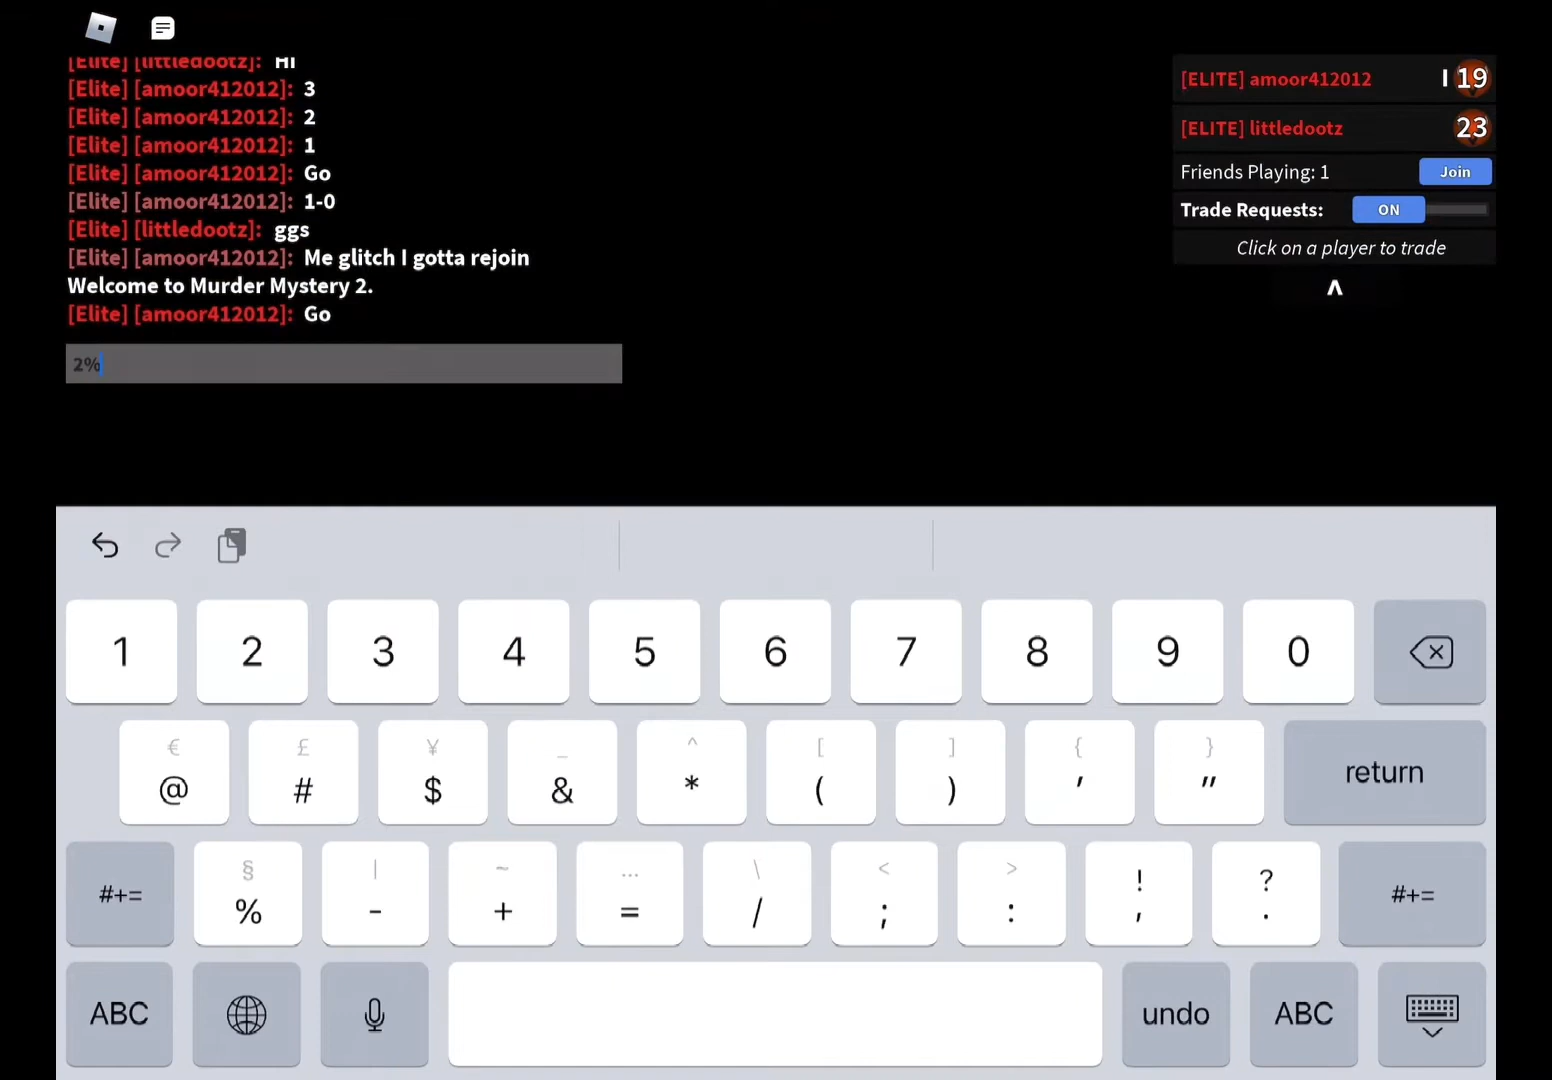 [Elite] [littledootz]: Hi
[Elite] [amoor412012]: 3
[Elite] [amoor412012]: 2
[Elite] [amoor412012]: 1
[Elite] [amoor412012]: Go
[Elite] [amoor412012]: 1-0
[Elite] [littledootz]: ggs
[Elite] [amoor412012]: Me glitch I gotta rejoin
Welcome to Murder Mystery 2.
[Elite] [amoor412012]: Go
2%
[ELITE] amoor412012 I 19
[ELITE] littledootz 23
Friends Playing: 1 Join
Trade Requests: ON
Click on a player to trade
1 2 3 4 5 6 7 8 9 0
€ £ ¥ _ ^ [ ] { }
@ # $ & * ( ) ' " return
§ | ~ … \ < > ! ?
#+= % - + = / ; : , . #+=
ABC undo ABC